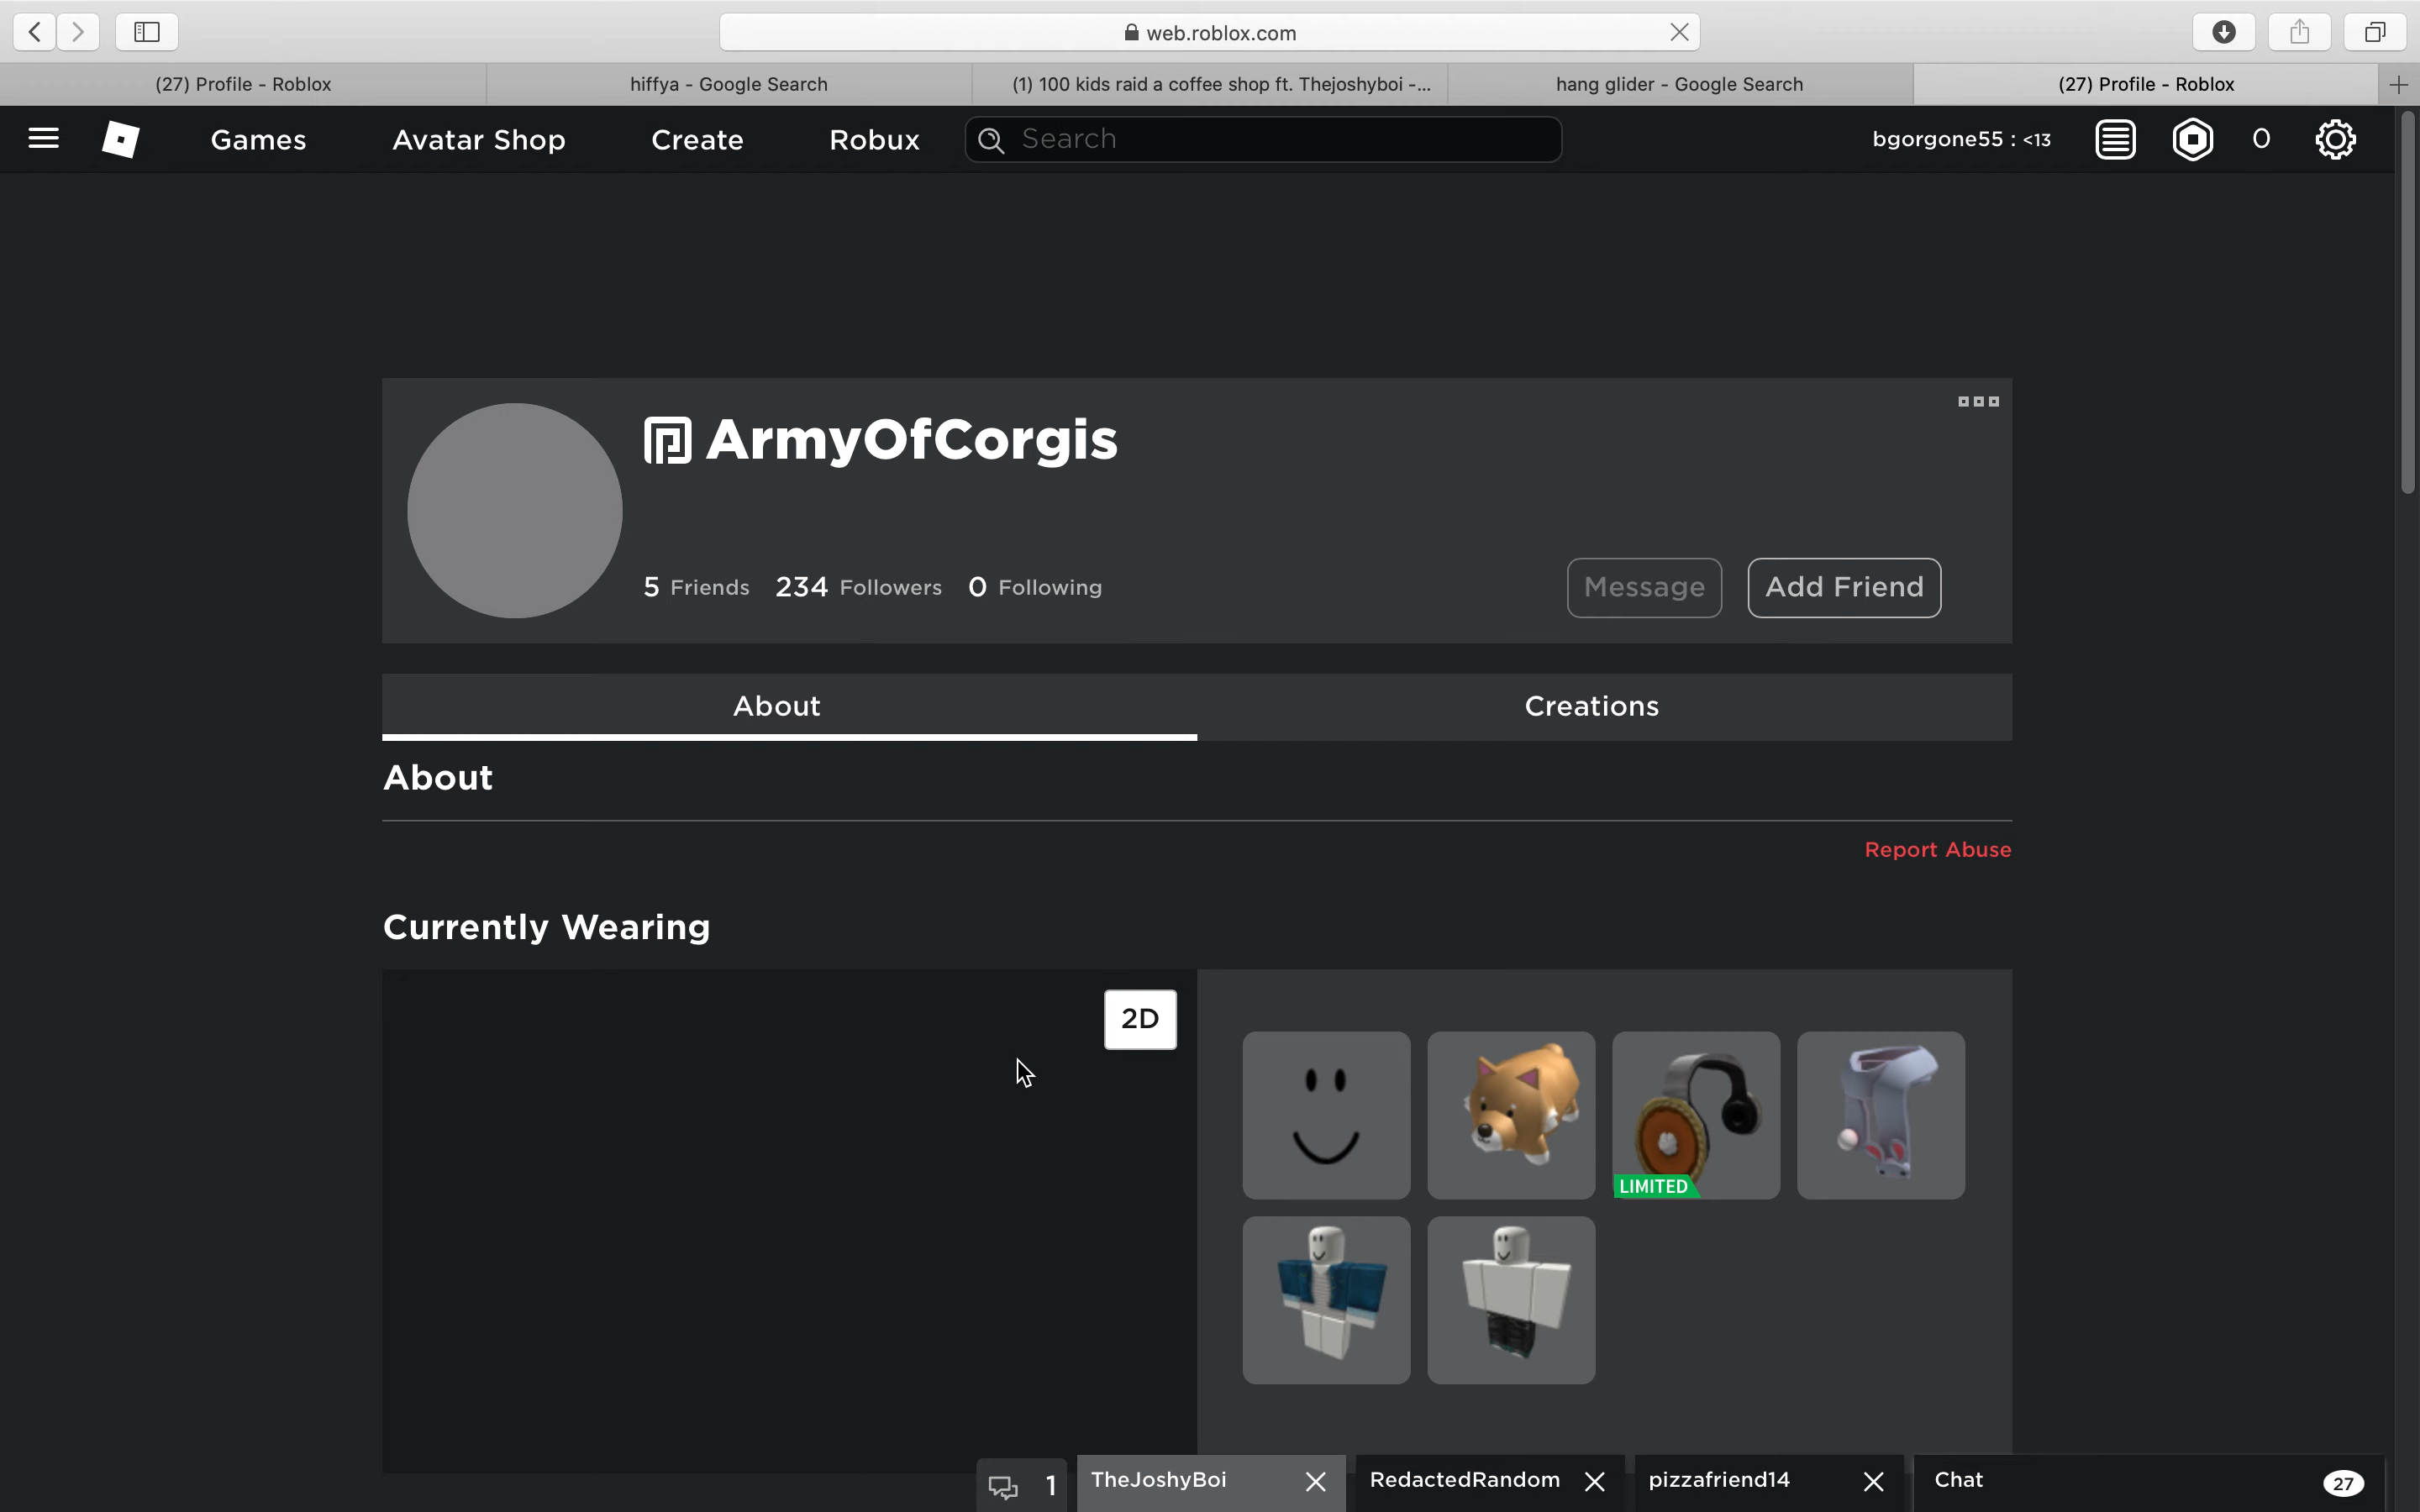 web.roblox.com
(27) Profile - Roblox
hiffya - Google Search
(1) 100 kids raid a coffee shop ft. Thejoshyboi -...
hang glider - Google Search
(27) Profile - Roblox
Games
Avatar Shop
Create
Robux
Search
bgorgone55 : <13
0
ArmyOfCorgis
5 Friends 234 Followers 0 Following
Message
Add Friend
About
Creations
About
Report Abuse
Currently Wearing
2D
LIMITED
1
TheJoshyBoi
RedactedRandom
pizzafriend14
Chat
27